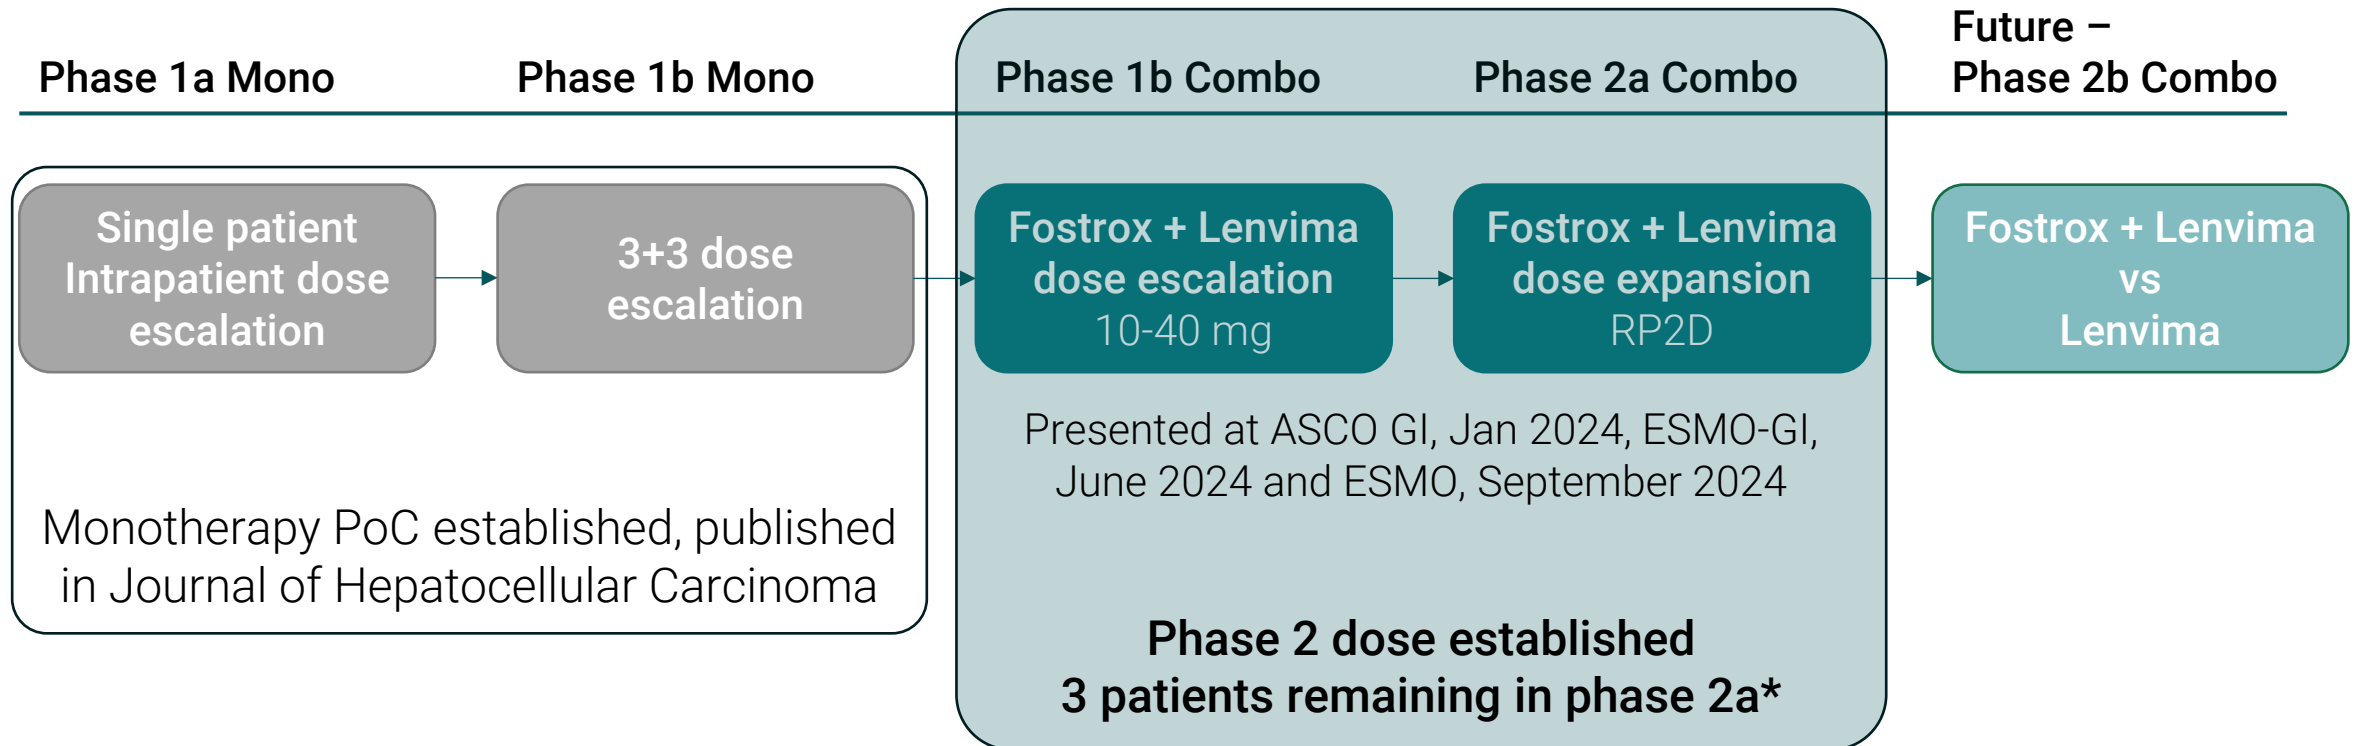 Phase 1a Mono
Phase 1b Mono
Phase 1b Combo
Phase 2a Combo
Future –
Phase 2b Combo
Single patient
Intrapatient dose
escalation
3+3 dose
escalation
Fostrox + Lenvima
dose escalation
10-40 mg
Fostrox + Lenvima
dose expansion
RP2D
Fostrox + Lenvima
vs
Lenvima
Monotherapy PoC established, published
in Journal of Hepatocellular Carcinoma
Presented at ASCO GI, Jan 2024, ESMO-GI,
June 2024 and ESMO, September 2024
Phase 2 dose established
3 patients remaining in phase 2a*